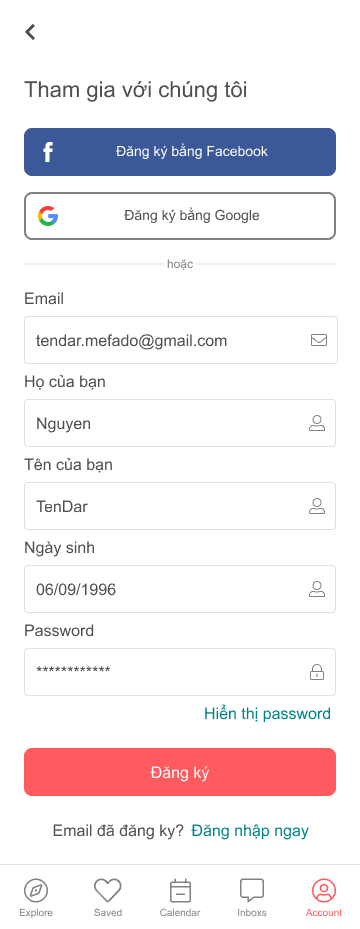 Tham gia với chúng tôi
Đăng ký bằng Facebook
Đăng ký bằng Google
hoặc
Email
tendar.mefado@gmail.com
Họ của bạn
Nguyen
Tên của bạn
TenDar
Ngày sinh
06/09/1996
Password
************
Hiển thị password
Đăng ký
Email đã đăng ky? Đăng nhập ngay
Explore Saved Calendar Inboxs Account